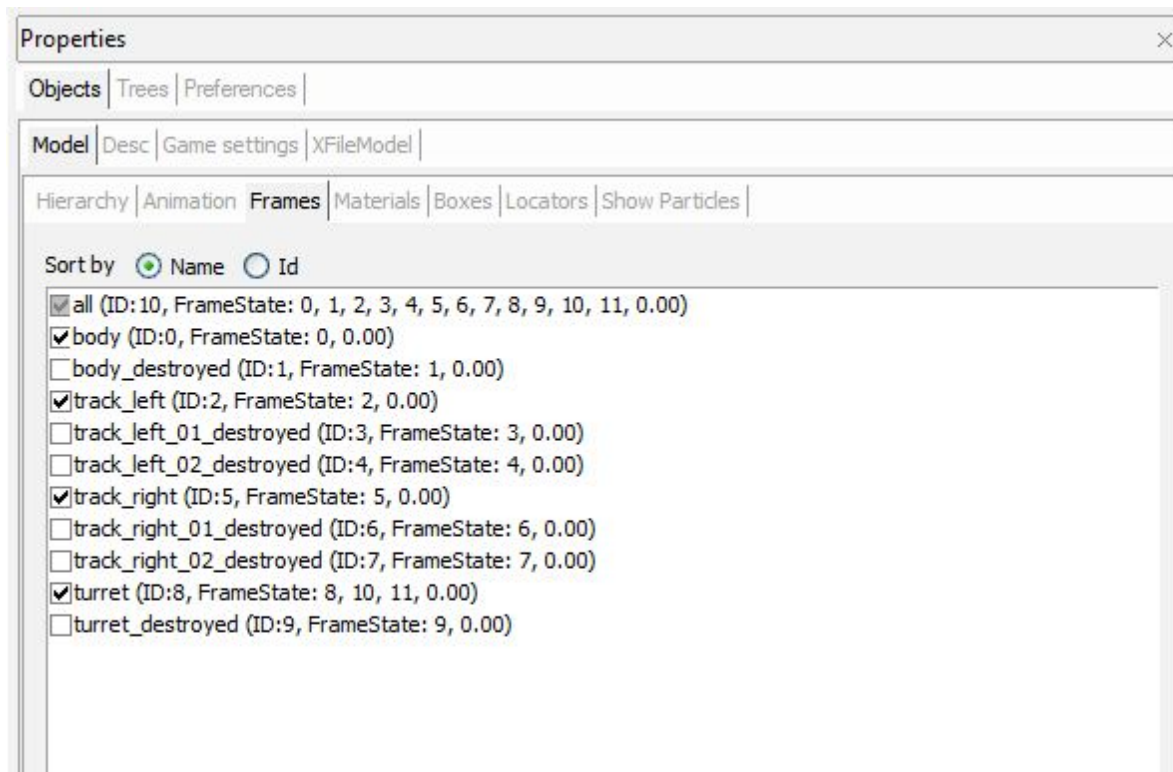 Properties
Objects Trees Preferences
Model Desc Game settings XFileModel
Hierarchy Animation Frames Materials Boxes Locators Show Particles
Sort by Name Id
all (ID:10, FrameState: 0, 1, 2, 3, 4, 5, 6, 7, 8, 9, 10, 11, 0.00)
body (ID:0, FrameState: 0, 0.00)
body_destroyed (ID:1, FrameState: 1, 0.00)
track_left (ID:2, FrameState: 2, 0.00)
track_left_01_destroyed (ID:3, FrameState: 3, 0.00)
track_left_02_destroyed (ID:4, FrameState: 4, 0.00)
track_right (ID:5, FrameState: 5, 0.00)
track_right_01_destroyed (ID:6, FrameState: 6, 0.00)
track_right_02_destroyed (ID:7, FrameState: 7, 0.00)
turret (ID:8, FrameState: 8, 10, 11, 0.00)
turret_destroyed (ID:9, FrameState: 9, 0.00)